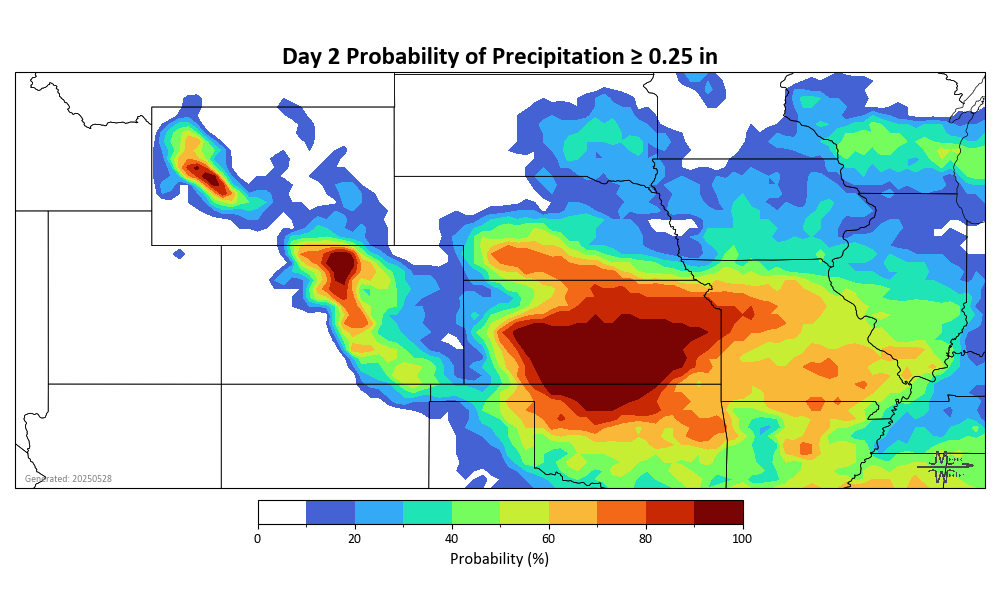 Day 2 Probability of Precipitation ≥ 0.25 in
Generated: 20250528
0 20 40 60 80 100
Probability (%)